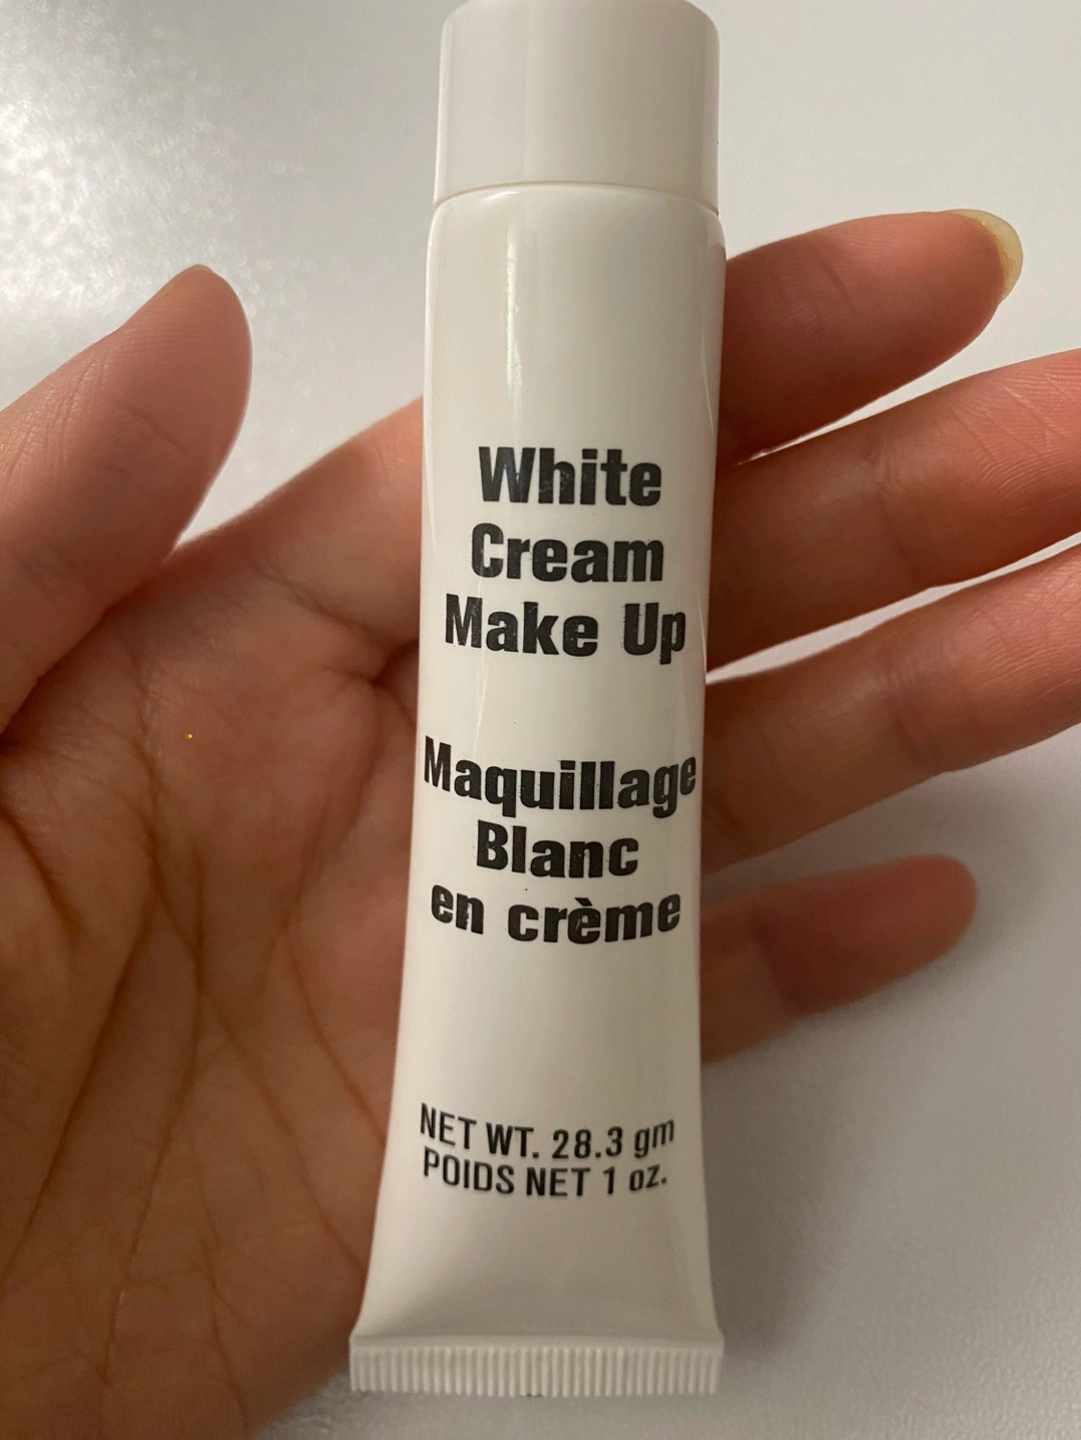 White
Cream
Make Up
Maquillage
Blanc
en crème
NET WT. 28.3 gm
POIDS NET 1 oz.